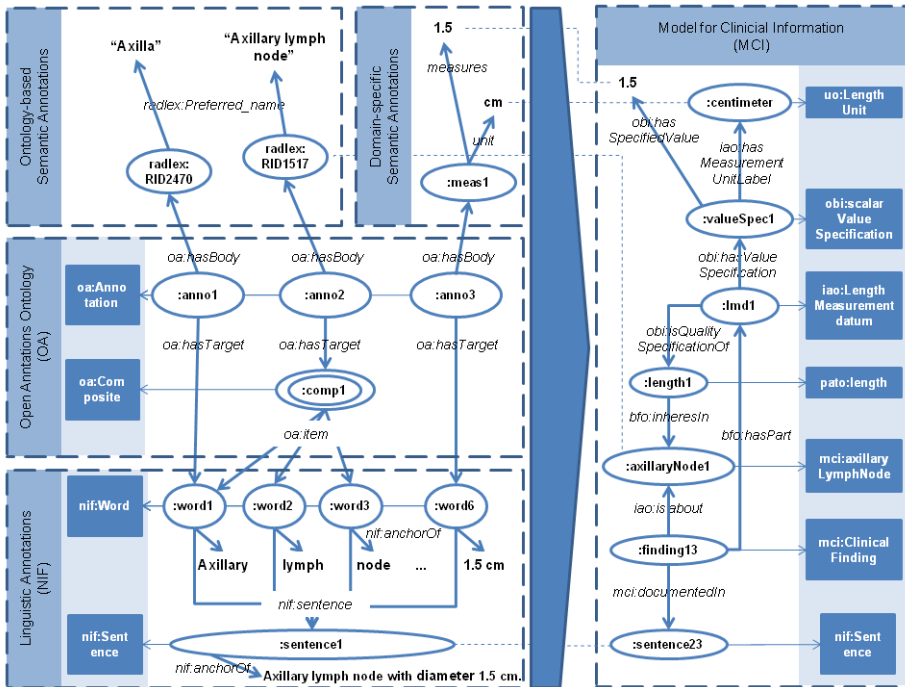 Ontology-based
Semantic Annotations
"Axilla"
"Axillary lymph
node"
radlex:Preferred_name
radlex:
RID2470
radlex:
RID1517
Domain-specific
Semantic Annotations
1.5
measures
cm
unit
:meas1
Open Anntations Ontology
(OA)
oa:hasBody
oa:hasBody
oa:hasBody
oa:Anno
tation
:anno1
:anno2
:anno3
oa:hasTarget
oa:hasTarget
oa:hasTarget
oa:Com
posite
:comp1
oa:item
Linguistic Annotations
(NIF)
nif:Word
:word1
:word2
:word3
:word6
nif:anchorOf
Axillary
lymph
node
...
1.5 cm
nif:sentence
nif:Sent
ence
:sentence1
nif:anchorOf
Axillary lymph node with diameter 1.5 cm.
Model for Clinicial Information
(MCI)
1.5
:centimeter
uo:Length
Unit
obi:has
SpecifiedValue
iao:has
Measurement
UnitLabel
:valueSpec1
obi:scalar
Value
Specification
obi:hasValue
Specification
:lmd1
iao:Length
Measurement
datum
obi:isQuality
SpecificationOf
:length1
pato:length
bfo:inheresIn
bfo:hasPart
:axillaryNode1
mci:axillary
LymphNode
iao:isabout
:finding13
mci:Clinical
Finding
mci:documentedIn
:sentence23
nif:Sent
ence